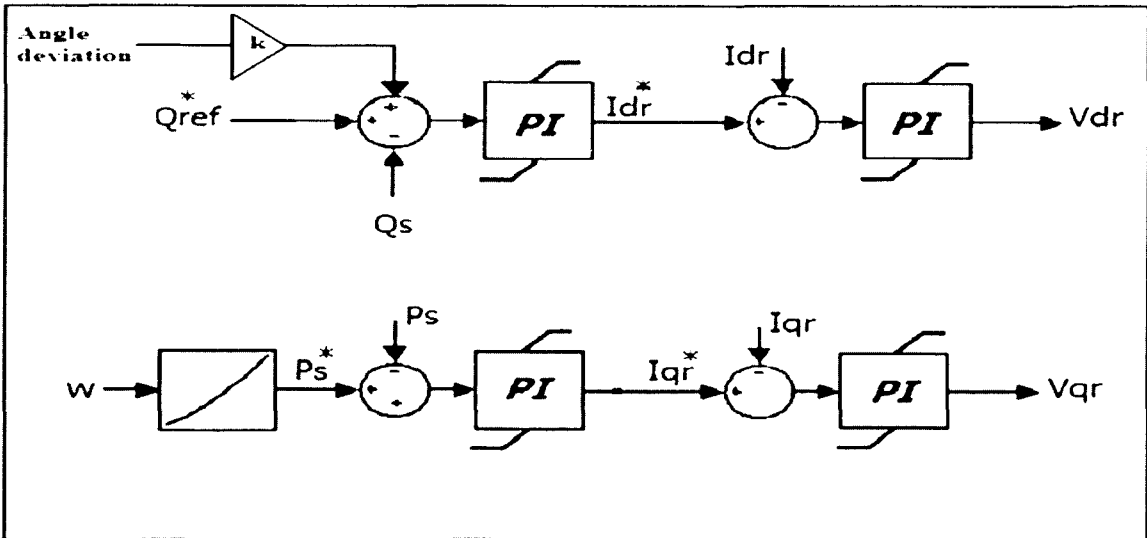 Angle
deviation
k
Idr
+
Qref* + - PI Idr* + - PI Vdr
Qs
Ps
Iqr
w Ps* + - + PI Iqr* + - PI Vqr